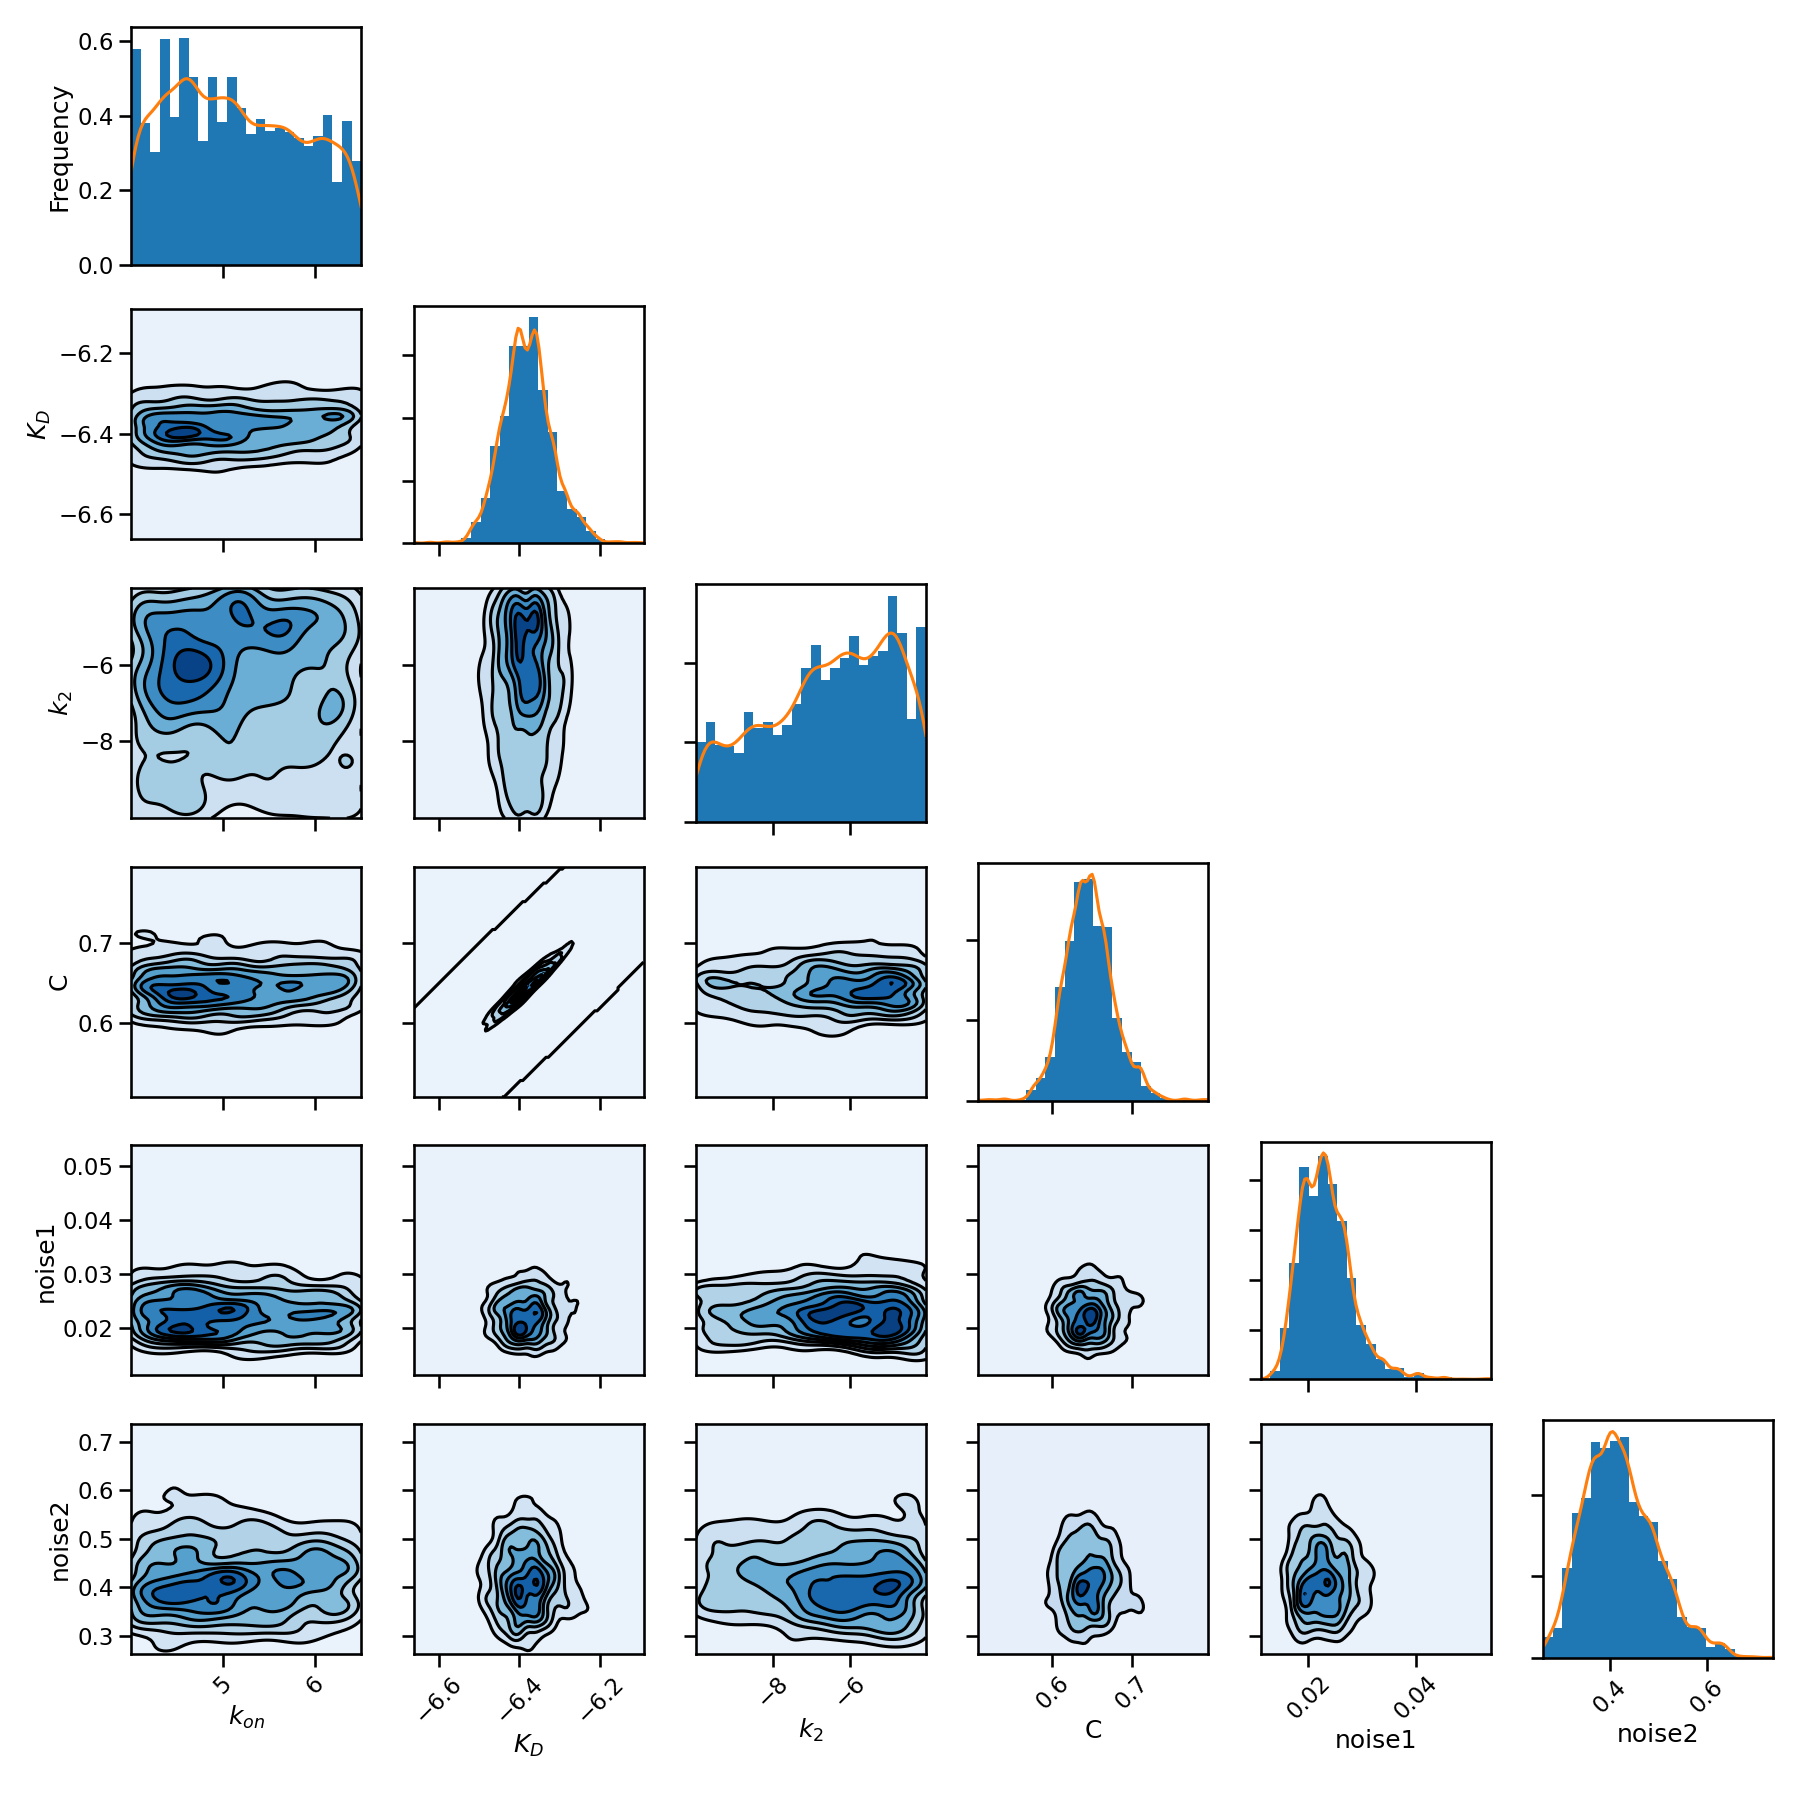 0.6
0.4
0.2
0.0
Frequency
−6.2
−6.4
−6.6
K_D
−6
−8
k_2
0.7
0.6
C
0.05
0.04
0.03
0.02
noise1
0.7
0.6
0.5
0.4
0.3
noise2
5 6
k_on
−6.6 −6.4 −6.2
K_D
−8 −6
k_2
0.6 0.7
C
0.02 0.04
noise1
0.4 0.6
noise2